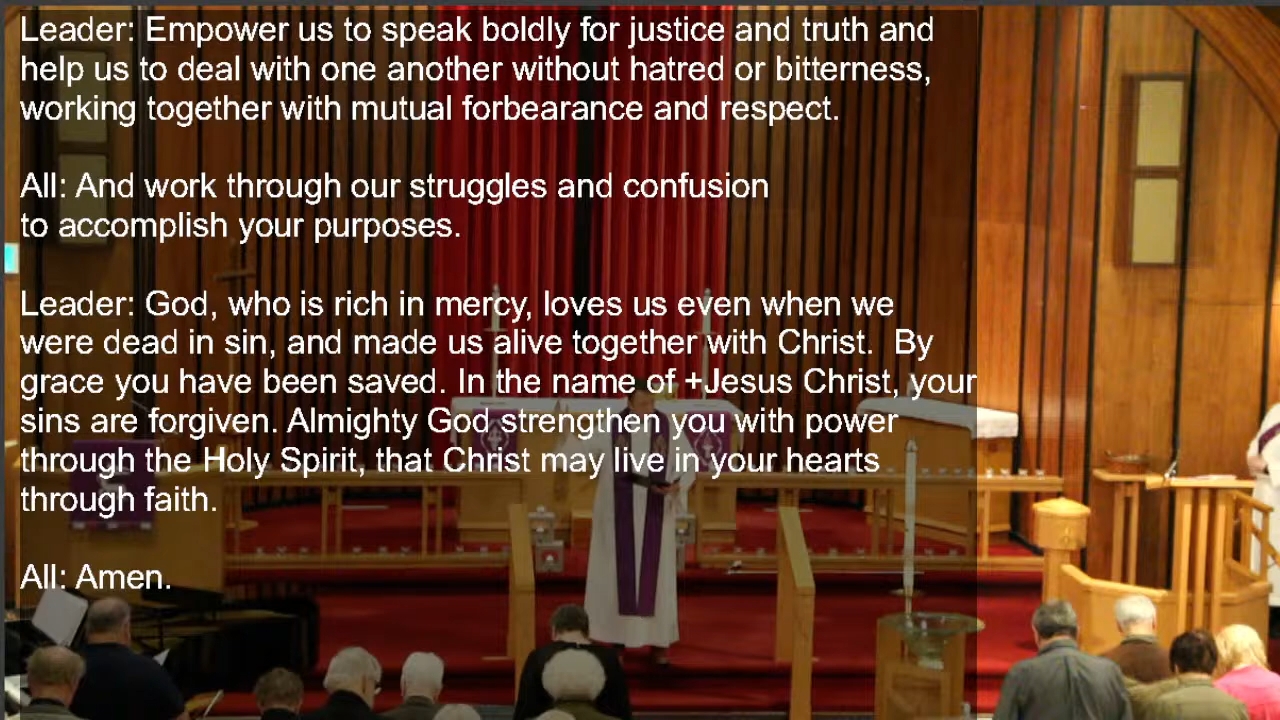 Leader: Empower us to speak boldly for justice and truth and
help us to deal with one another without hatred or bitterness,
working together with mutual forbearance and respect.
All: And work through our struggles and confusion
to accomplish your purposes.
Leader: God, who is rich in mercy, loves us even when we
were dead in sin, and made us alive together with Christ.  By
grace you have been saved. In the name of +Jesus Christ, your
sins are forgiven. Almighty God strengthen you with power
through the Holy Spirit, that Christ may live in your hearts
through faith.
All: Amen.